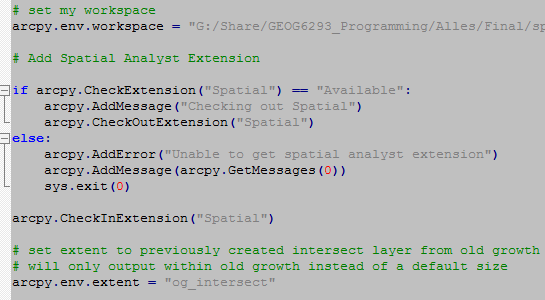 # set my workspace
arcpy.env.workspace = "G:/Share/GEOG6293_Programming/Alles/Final/sp
# Add Spatial Analyst Extension
if arcpy.CheckExtension("Spatial") == "Available":
    arcpy.AddMessage("Checking out Spatial")
    arcpy.CheckOutExtension("Spatial")
else:
    arcpy.AddError("Unable to get spatial analyst extension")
    arcpy.AddMessage(arcpy.GetMessages(0))
    sys.exit(0)
arcpy.CheckInExtension("Spatial")
# set extent to previously created intersect layer from old growth
# will only output within old growth instead of a default size
arcpy.env.extent = "og_intersect"